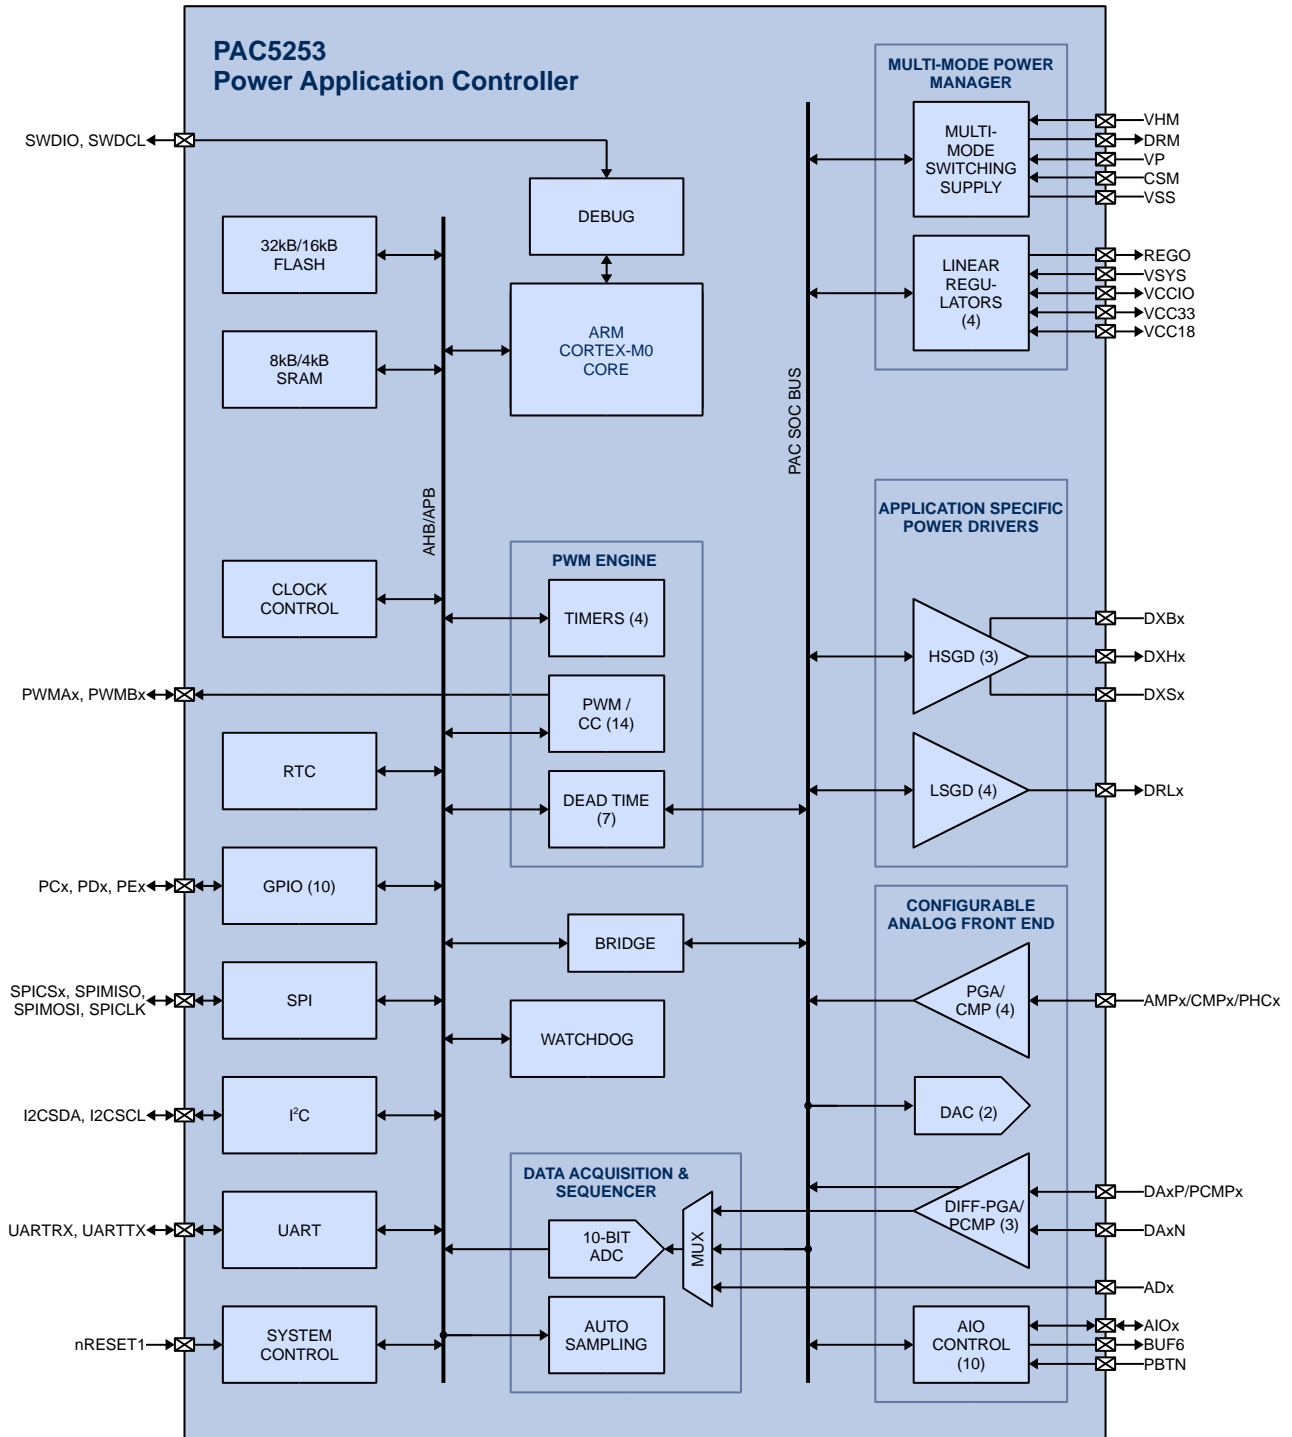 PAC5253
Power Application Controller
MULTI-MODE POWER
MANAGER
MULTI-
MODE
SWITCHING
SUPPLY
VHM
DRM
VP
CSM
VSS
SWDIO, SWDCL
DEBUG
32kB/16kB
FLASH
LINEAR
REGU-
LATORS
(4)
REGO
VSYS
VCCIO
VCC33
VCC18
8kB/4kB
SRAM
ARM
CORTEX-M0
CORE
PAC SOC BUS
AHB/APB
APPLICATION SPECIFIC
POWER DRIVERS
PWM ENGINE
CLOCK
CONTROL
TIMERS (4)
HSGD (3)
DXBx
DXHx
DXSx
PWMAx, PWMBx
PWM /
CC (14)
RTC
DEAD TIME
(7)
LSGD (4)
DRLx
PCx, PDx, PEx
GPIO (10)
CONFIGURABLE
ANALOG FRONT END
BRIDGE
SPICSx, SPIMISO,
SPIMOSI, SPICLK
SPI
PGA/
CMP (4)
AMPx/CMPx/PHCx
WATCHDOG
I2CSDA, I2CSCL
I²C
DAC (2)
DATA ACQUISITION &
SEQUENCER
UARTRX, UARTTX
UART
10-BIT
ADC
MUX
DIFF-PGA/
PCMP (3)
DAxP/PCMPx
DAxN
ADx
nRESET1
SYSTEM
CONTROL
AUTO
SAMPLING
AIO
CONTROL
(10)
AIOx
BUF6
PBTN